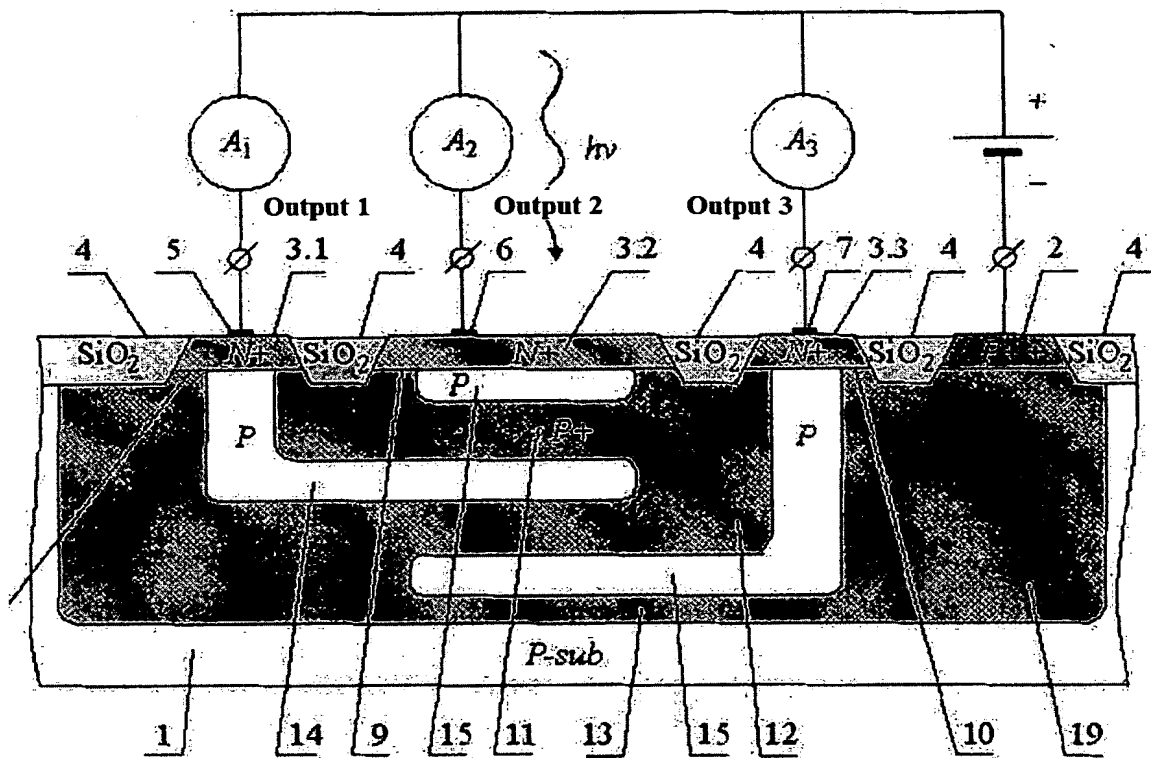 +
A1 A2 hν A3
−
Output 1 Output 2 Output 3
4 5 3.1 4 6 3.2 4 7 3.3 4 2 4
SiO2 N+ SiO2 N+ SiO2 N+ SiO2 SiO2
P
P P+ P
P-sub
1 14 9 15 11 13 15 12 10 19